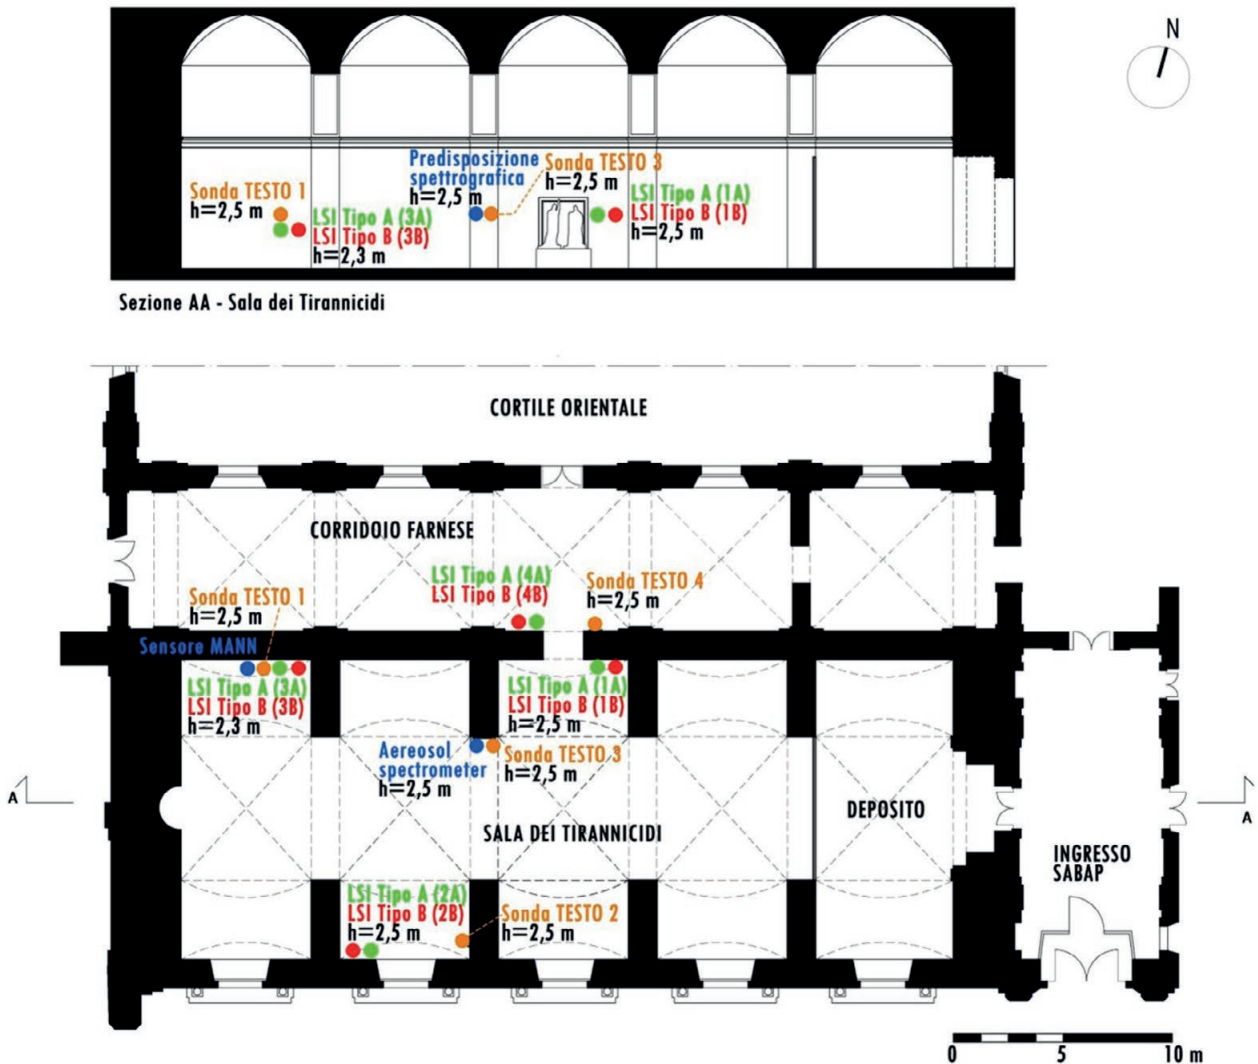 N
Predisposizione
spettrografica
h=2,5 m
Sonda TESTO 3
h=2,5 m
Sonda TESTO 1
h=2,5 m
LSI Tipo A (3A)
LSI Tipo B (3B)
h=2,3 m
LSI Tipo A (1A)
LSI Tipo B (1B)
h=2,5 m
Sezione AA - Sala dei Tirannicidi
CORTILE ORIENTALE
CORRIDOIO FARNESE
LSI Tipo A (4A)
LSI Tipo B (4B)
Sonda TESTO 4
h=2,5 m
Sonda TESTO 1
h=2,5 m
Sensore MANN
LSI Tipo A (3A)
LSI Tipo B (3B)
h=2,3 m
LSI Tipo A (1A)
LSI Tipo B (1B)
h=2,5 m
Aereosol
spectrometer
h=2,5 m
Sonda TESTO 3
h=2,5 m
A
A
SALA DEI TIRANNICIDI
DEPOSITO
INGRESSO
SABAP
LSI Tipo A (2A)
LSI Tipo B (2B)
h=2,5 m
Sonda TESTO 2
h=2,5 m
0 5 10 m